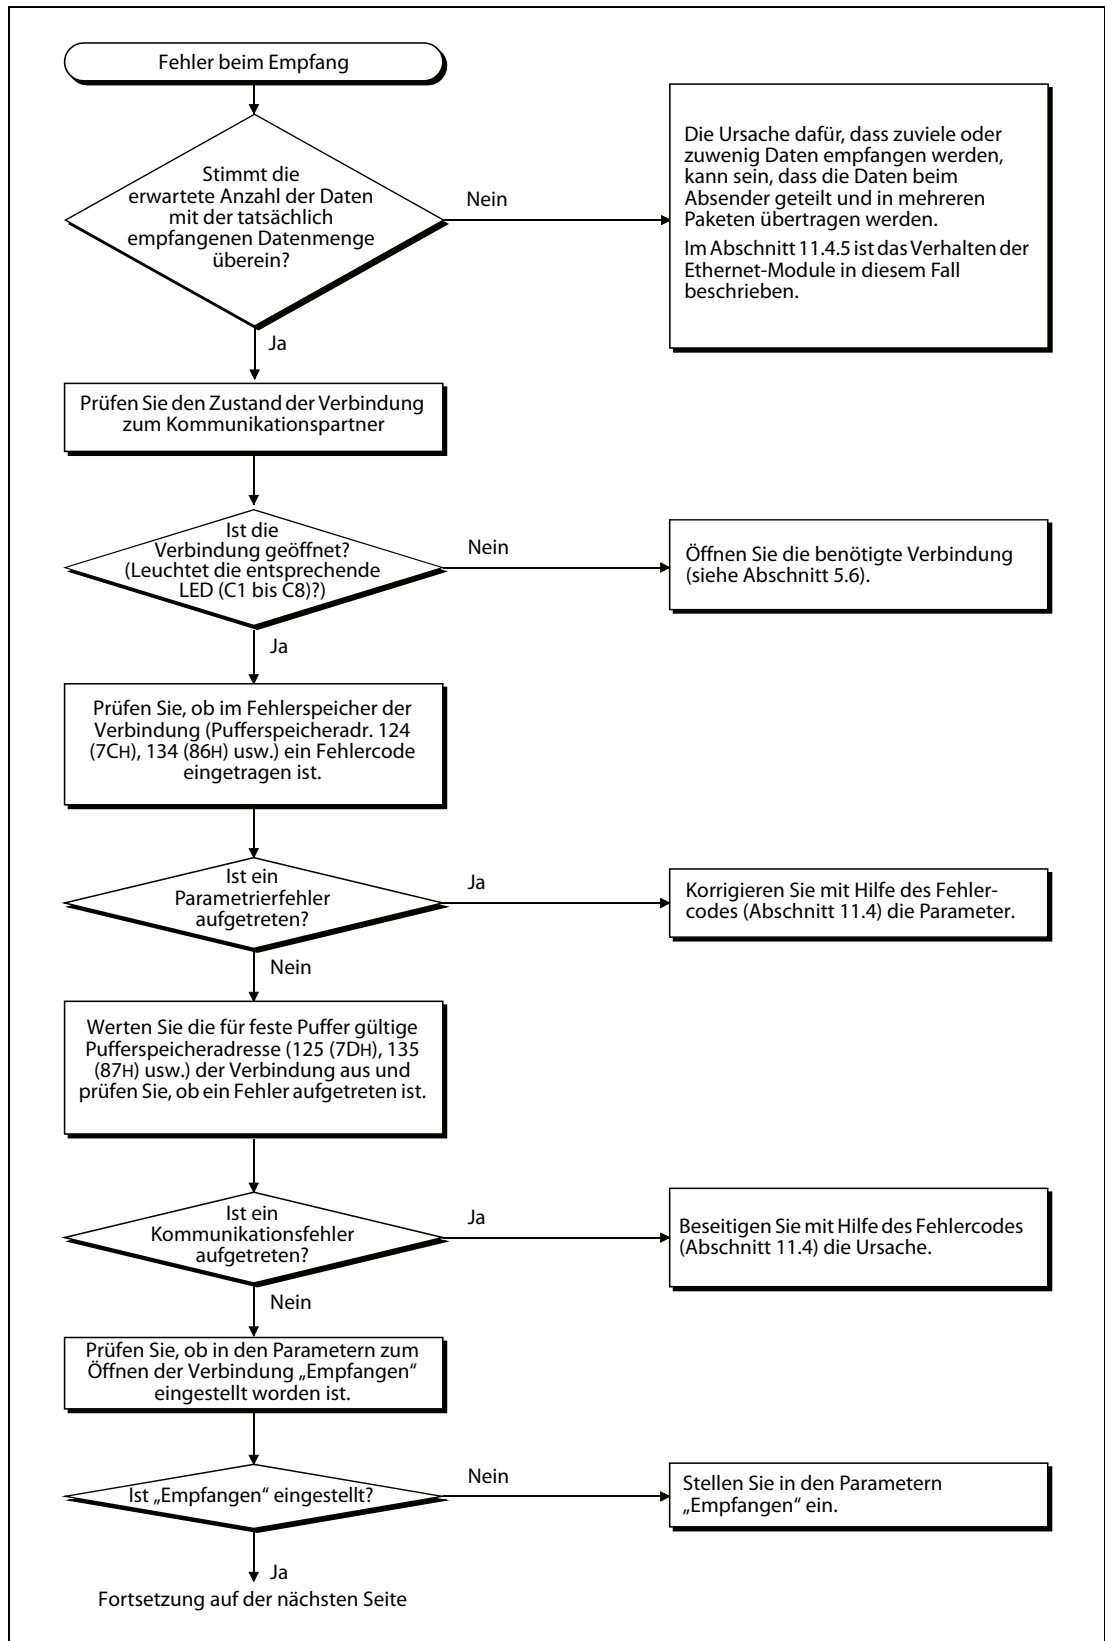 Fehler beim Empfang
Stimmt die
erwartete Anzahl der Daten
mit der tatsächlich
empfangenen Datenmenge
überein?
Nein
Die Ursache dafür, dass zuviele oder
zuwenig Daten empfangen werden,
kann sein, dass die Daten beim
Absender geteilt und in mehreren
Paketen übertragen werden.
Im Abschnitt 11.4.5 ist das Verhalten der
Ethernet-Module in diesem Fall
beschrieben.
Ja
Prüfen Sie den Zustand der Verbindung
zum Kommunikationspartner
Ist die
Verbindung geöffnet?
(Leuchtet die entsprechende
LED (C1 bis C8)?)
Nein
Öffnen Sie die benötigte Verbindung
(siehe Abschnitt 5.6).
Ja
Prüfen Sie, ob im Fehlerspeicher der
Verbindung (Pufferspeicheradr. 124
(7CH), 134 (86H) usw.) ein Fehlercode
eingetragen ist.
Ist ein
Parametrierfehler
aufgetreten?
Ja
Korrigieren Sie mit Hilfe des Fehler-
codes (Abschnitt 11.4) die Parameter.
Nein
Werten Sie die für feste Puffer gültige
Pufferspeicheradresse (125 (7DH), 135
(87H) usw.) der Verbindung aus und
prüfen Sie, ob ein Fehler aufgetreten ist.
Ist ein
Kommunikationsfehler
aufgetreten?
Ja
Beseitigen Sie mit Hilfe des Fehlercodes
(Abschnitt 11.4) die Ursache.
Nein
Prüfen Sie, ob in den Parametern zum
Öffnen der Verbindung „Empfangen“
eingestellt worden ist.
Ist „Empfangen“ eingestellt?
Nein
Stellen Sie in den Parametern
„Empfangen“ ein.
Ja
Fortsetzung auf der nächsten Seite